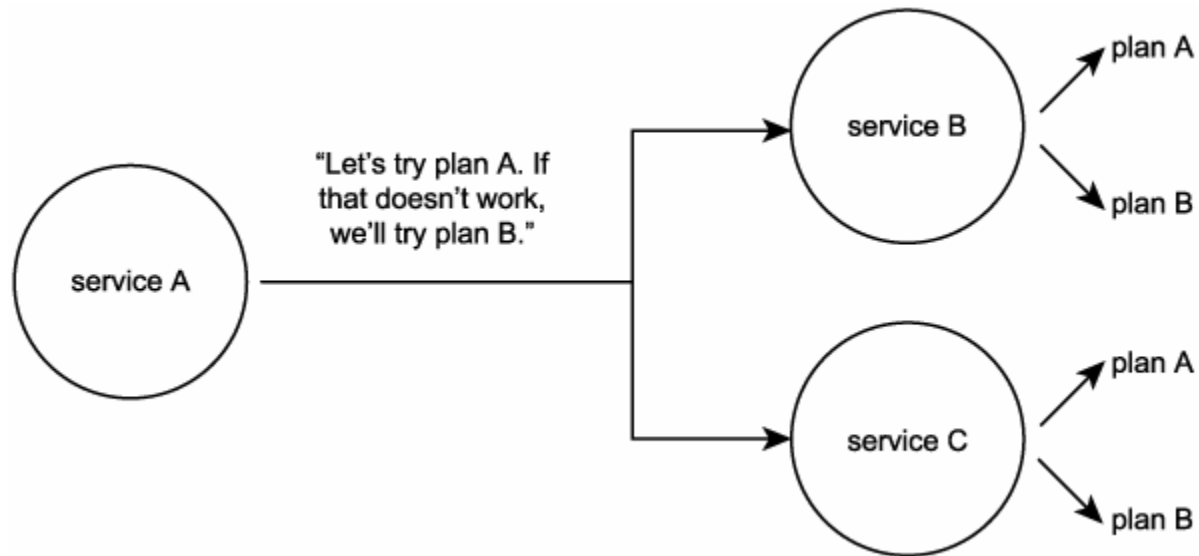 service A
“Let’s try plan A. If
that doesn’t work,
we’ll try plan B.”
service B
plan A
plan B
service C
plan A
plan B